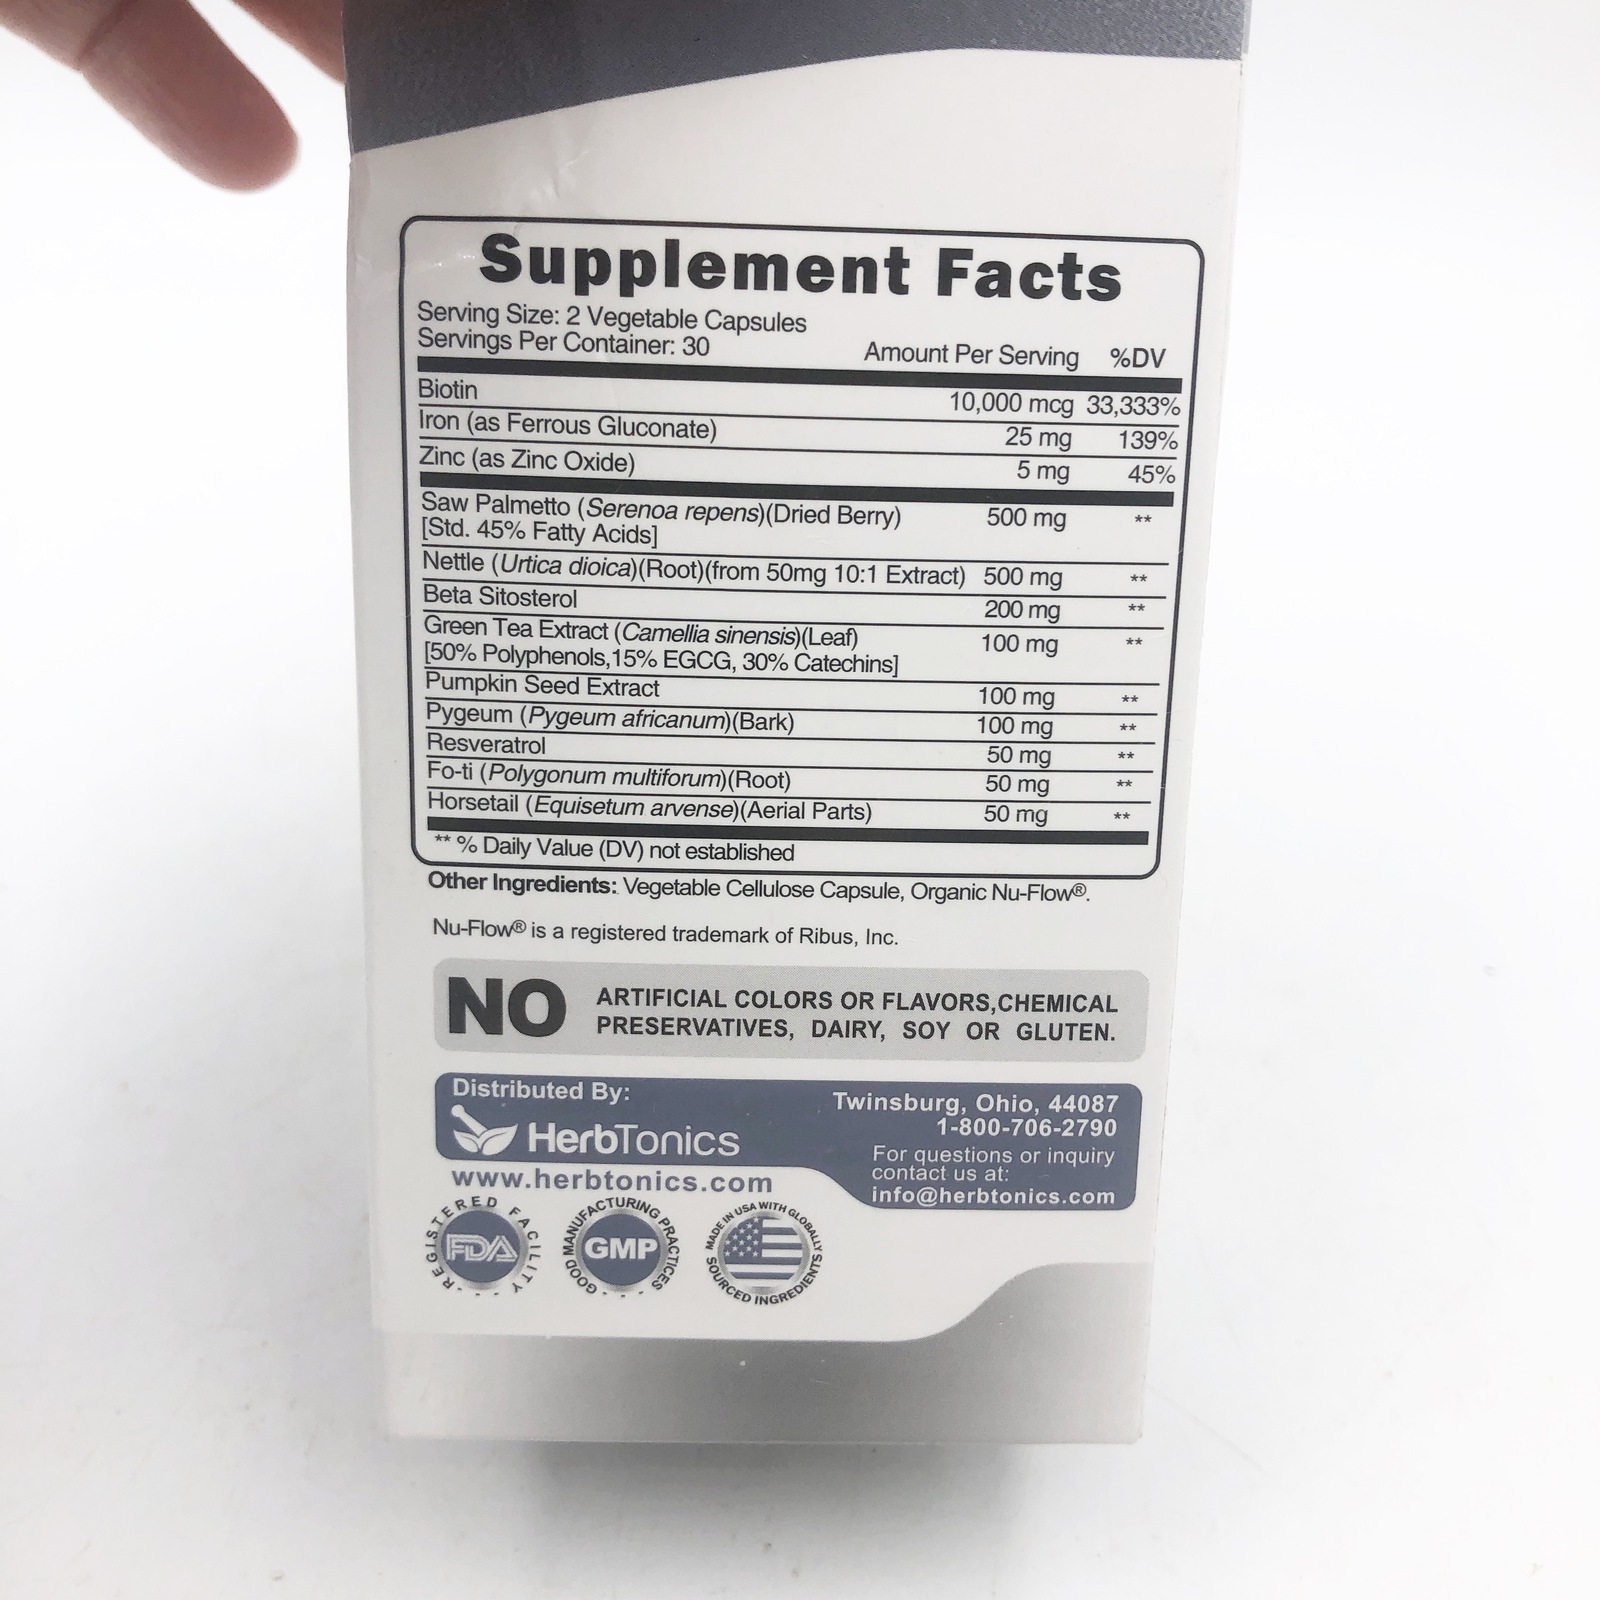 Supplement Facts
Serving Size: 2 Vegetable Capsules
Servings Per Container: 30
Amount Per Serving %DV
Biotin 10,000 mcg 33,333%
Iron (as Ferrous Gluconate) 25 mg 139%
Zinc (as Zinc Oxide) 5 mg 45%
Saw Palmetto (Serenoa repens)(Dried Berry) 500 mg **
[Std. 45% Fatty Acids]
Nettle (Urtica dioica)(Root)(from 50mg 10:1 Extract) 500 mg **
Beta Sitosterol 200 mg **
Green Tea Extract (Camellia sinensis)(Leaf) 100 mg **
[50% Polyphenols,15% EGCG, 30% Catechins]
Pumpkin Seed Extract 100 mg **
Pygeum (Pygeum africanum)(Bark) 100 mg **
Resveratrol 50 mg **
Fo-ti (Polygonum multiforum)(Root) 50 mg **
Horsetail (Equisetum arvense)(Aerial Parts) 50 mg **
** % Daily Value (DV) not established
Other Ingredients: Vegetable Cellulose Capsule, Organic Nu-Flow®.
Nu-Flow® is a registered trademark of Ribus, Inc.
NO
ARTIFICIAL COLORS OR FLAVORS,CHEMICAL
PRESERVATIVES, DAIRY, SOY OR GLUTEN.
Distributed By:
HerbTonics
www.herbtonics.com
Twinsburg, Ohio, 44087
1-800-706-2790
For questions or inquiry
contact us at:
info@herbtonics.com
REGISTERED FACILITY
FDA
GOOD MANUFACTURING PRACTICES
GMP
MADE IN USA WITH GLOBALLY
SOURCED INGREDIENTS